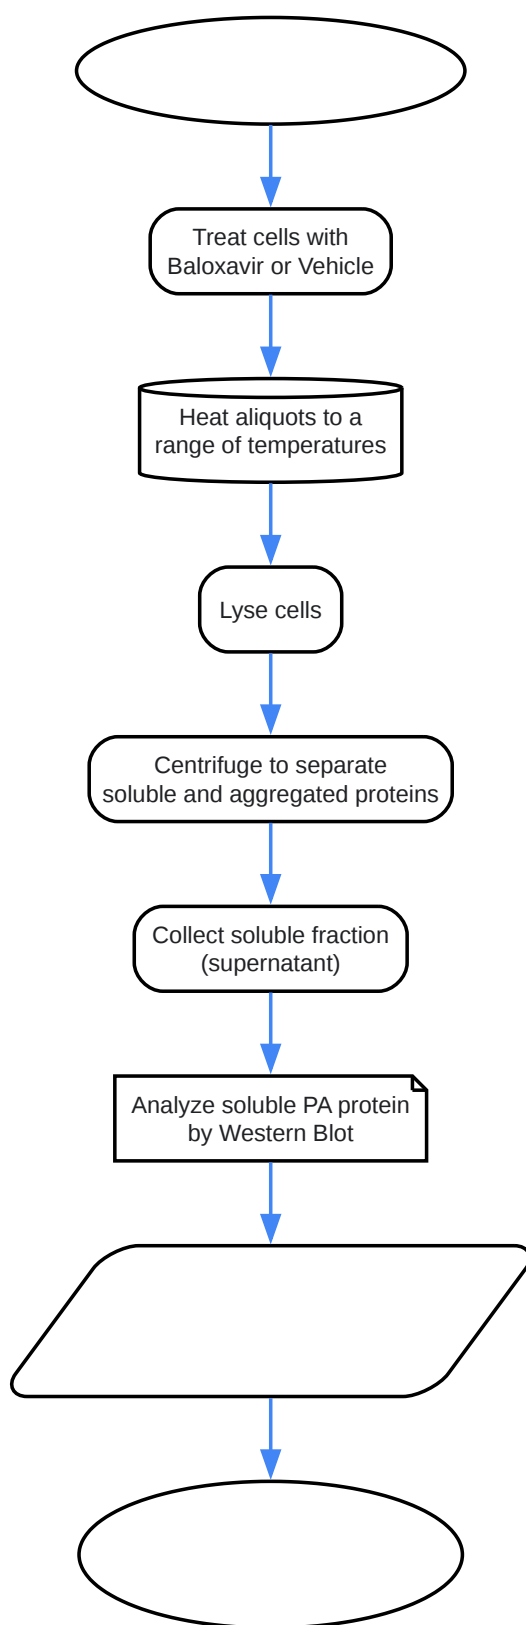 Treat cells with
Baloxavir or Vehicle
Heat aliquots to a
range of temperatures
Lyse cells
Centrifuge to separate
soluble and aggregated proteins
Collect soluble fraction
(supernatant)
Analyze soluble PA protein
by Western Blot